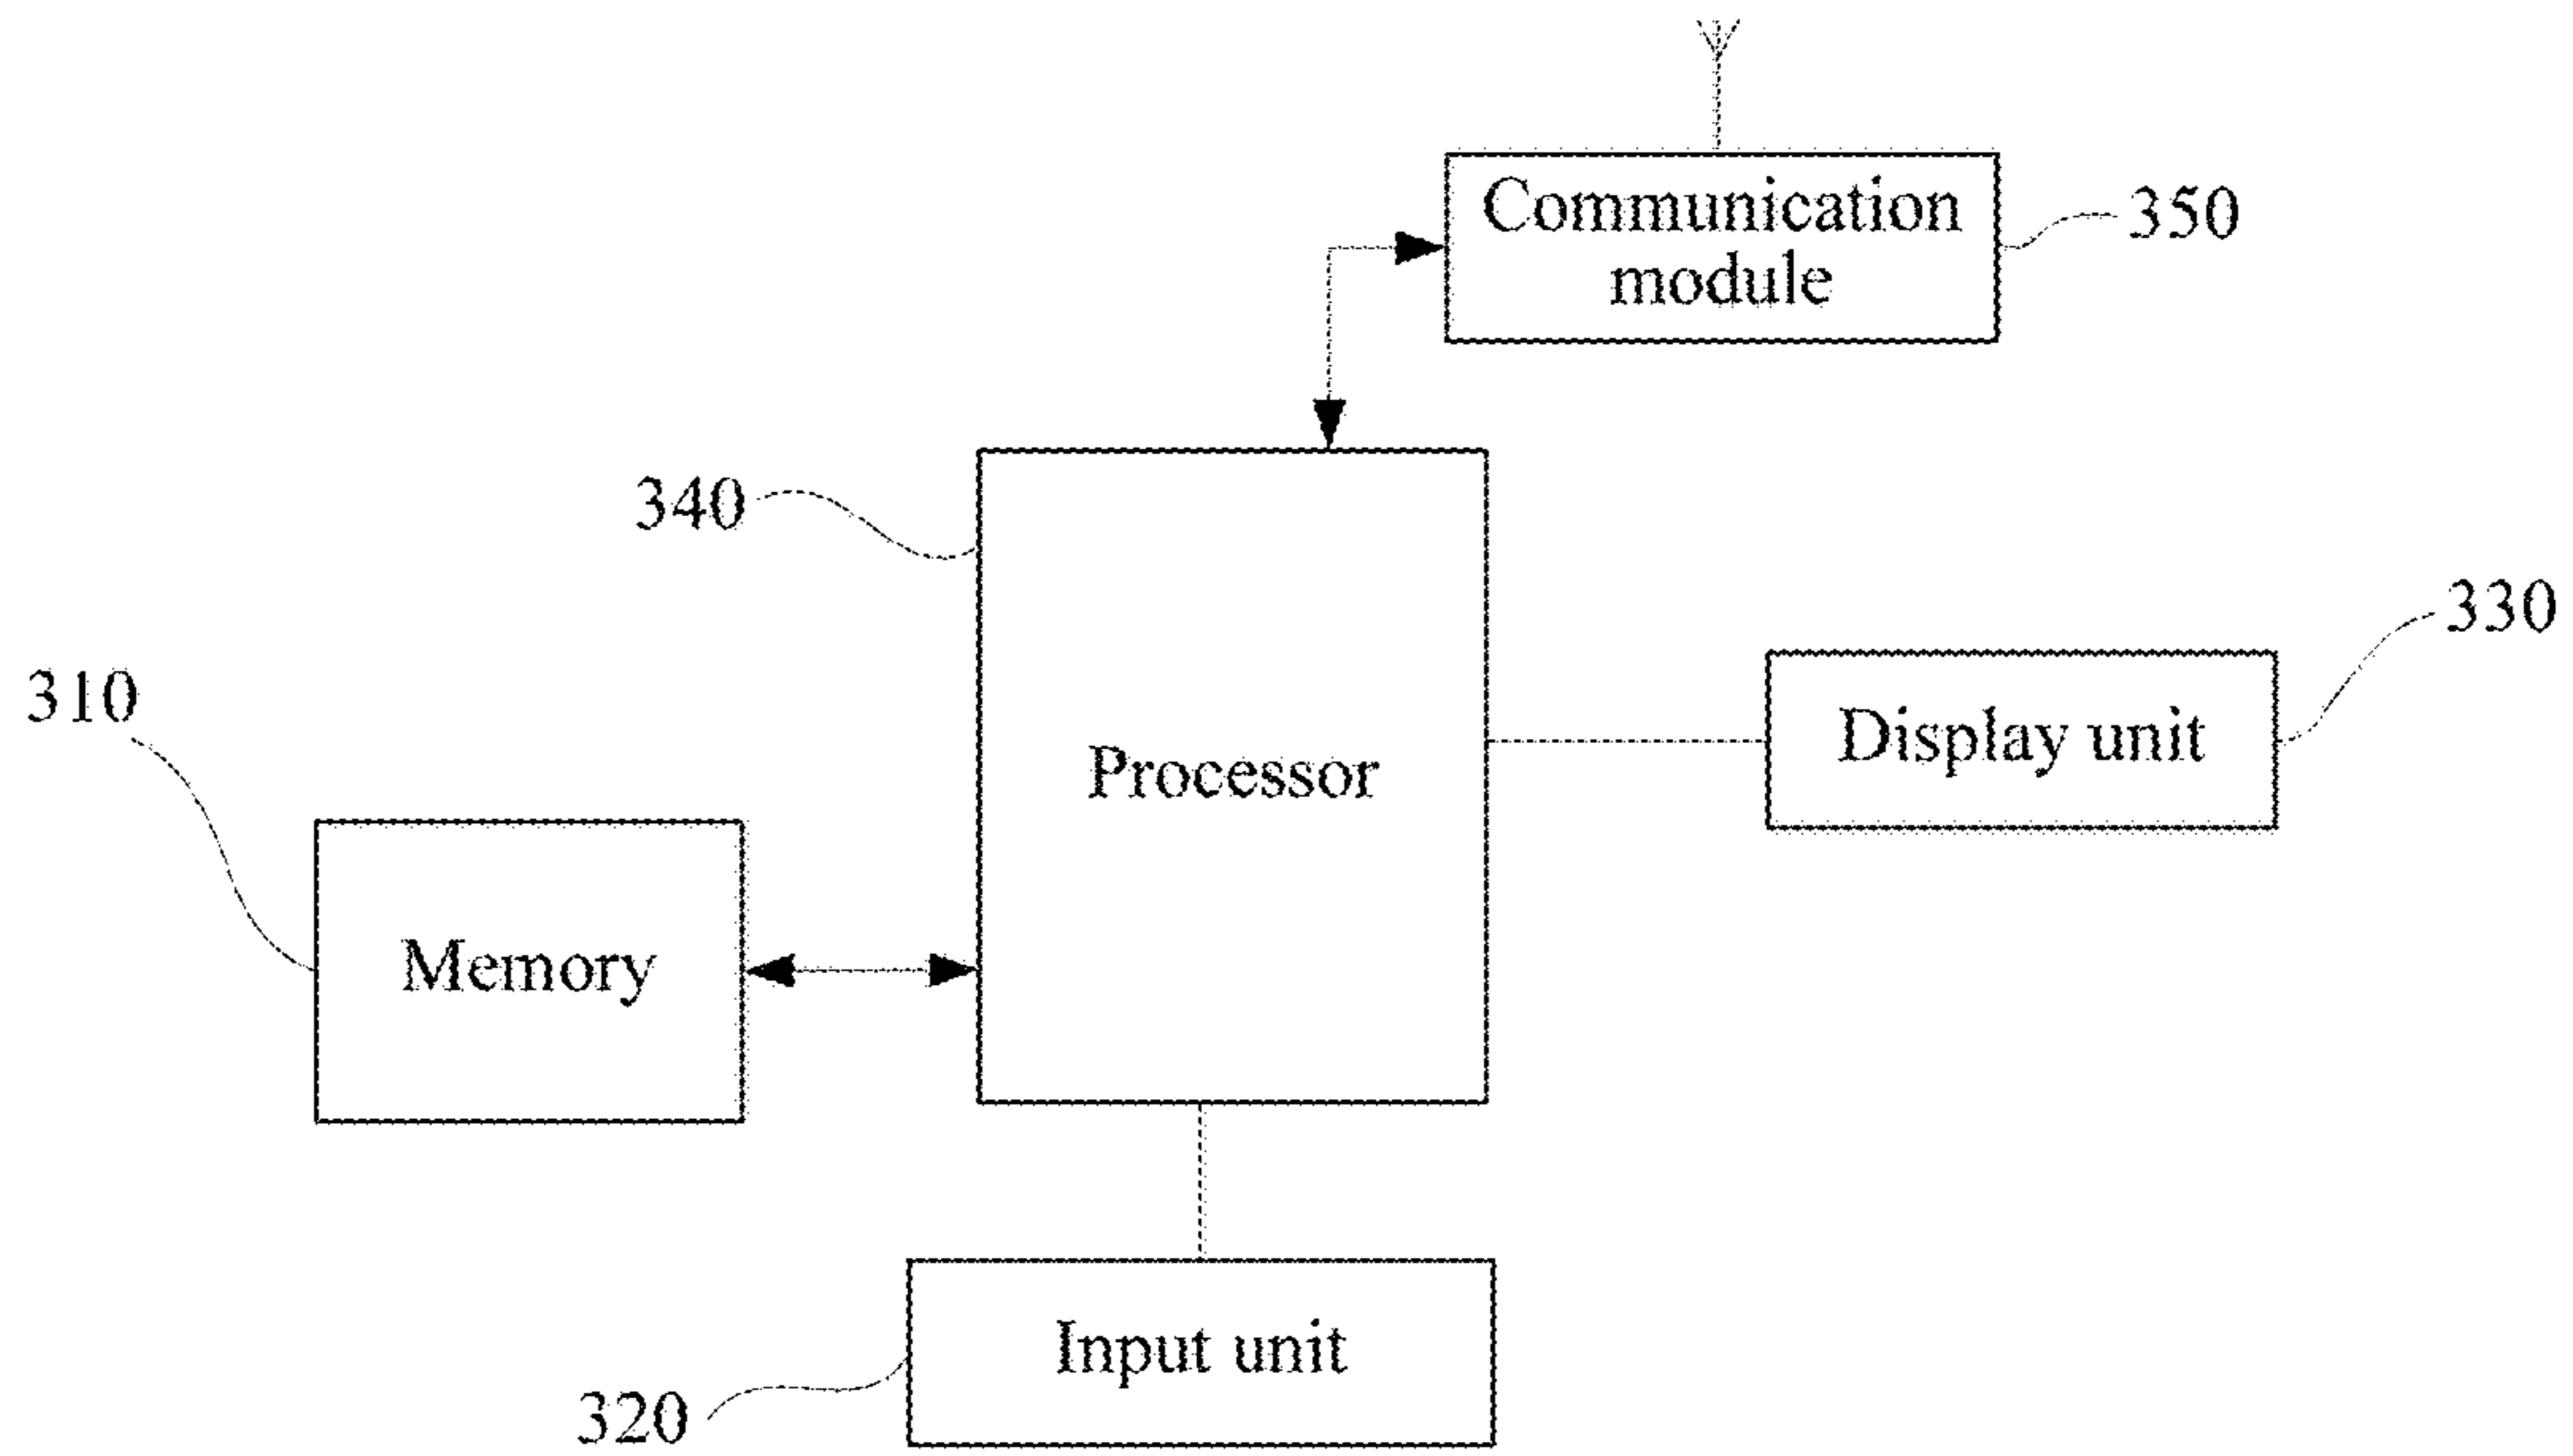 Communication
module
350
340
330
310
Processor
Display unit
Memory
Input unit
320